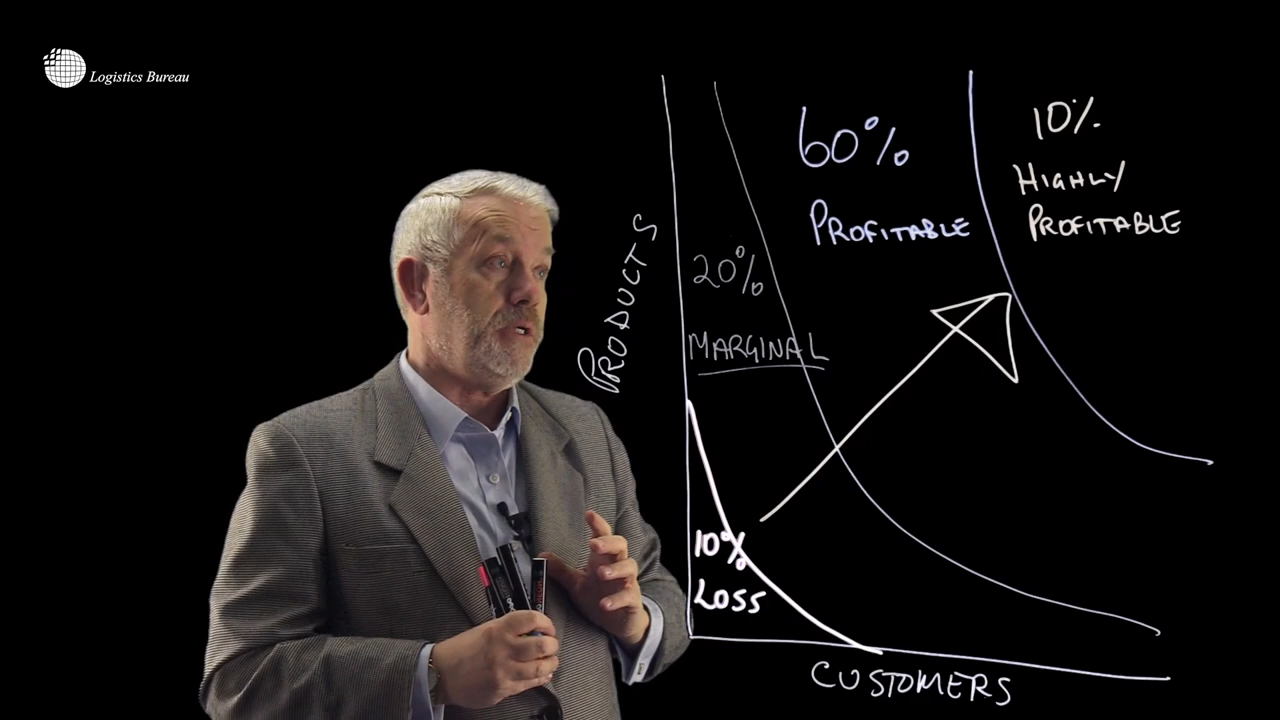 Logistics Bureau
60%
PROFITABLE
10%
HIGHLY
PROFITABLE
20%
MARGINAL
PRODUCTS
10%
LOSS
CUSTOMERS